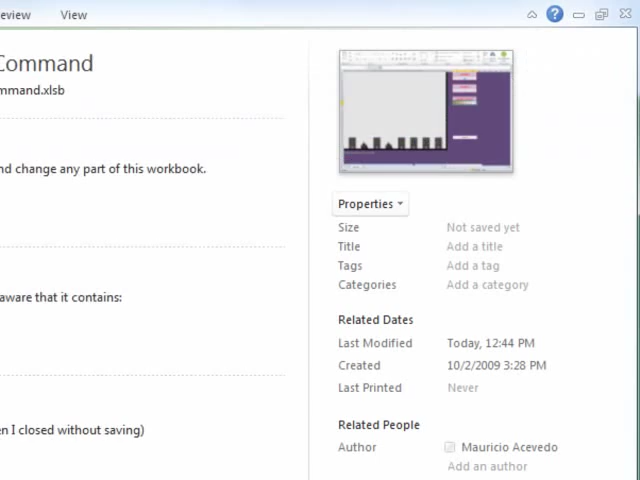 eview View
Command
mmand.xlsb
nd change any part of this workbook.
Properties
Size Not saved yet
Title Add a title
Tags Add a tag
Categories Add a category
aware that it contains:
Related Dates
Last Modified Today, 12:44 PM
Created 10/2/2009 3:28 PM
Last Printed Never
Related People
n I closed without saving)
Author Mauricio Acevedo
Add an author